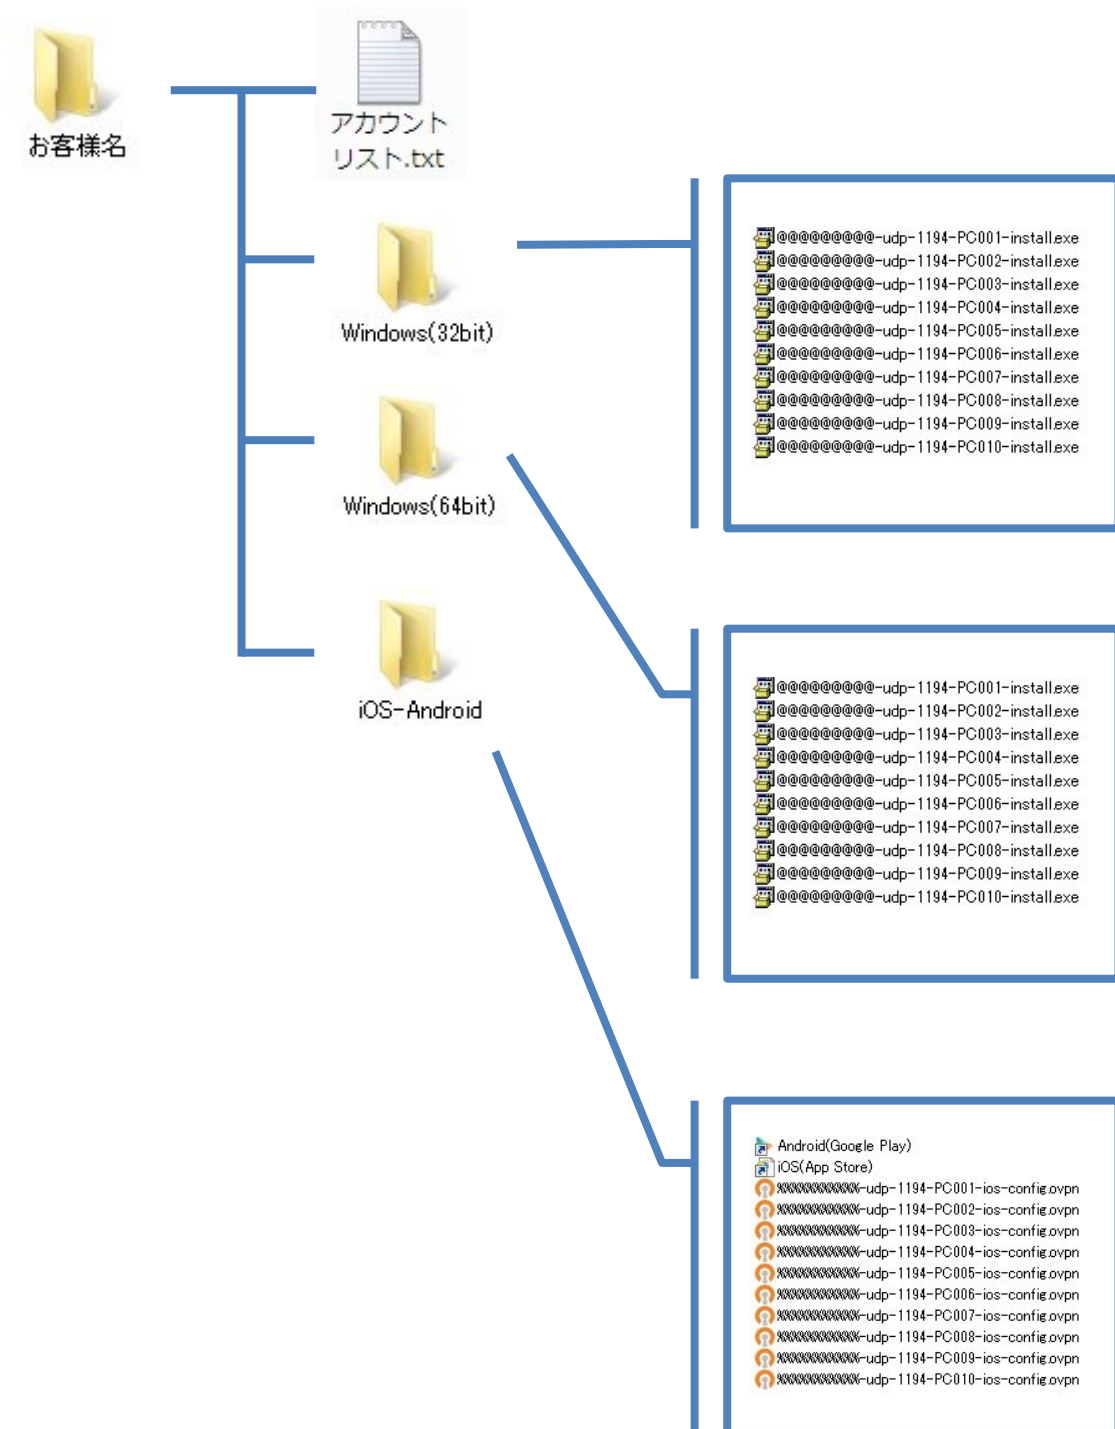 お客様名
アカウント
リスト.txt
Windows(32bit)
@@@@@@@@@-udp-1194-PC001-install.exe
@@@@@@@@@-udp-1194-PC002-install.exe
@@@@@@@@@-udp-1194-PC003-install.exe
@@@@@@@@@-udp-1194-PC004-install.exe
@@@@@@@@@-udp-1194-PC005-install.exe
@@@@@@@@@-udp-1194-PC006-install.exe
@@@@@@@@@-udp-1194-PC007-install.exe
@@@@@@@@@-udp-1194-PC008-install.exe
@@@@@@@@@-udp-1194-PC009-install.exe
@@@@@@@@@-udp-1194-PC010-install.exe
Windows(64bit)
@@@@@@@@@-udp-1194-PC001-install.exe
@@@@@@@@@-udp-1194-PC002-install.exe
@@@@@@@@@-udp-1194-PC003-install.exe
@@@@@@@@@-udp-1194-PC004-install.exe
@@@@@@@@@-udp-1194-PC005-install.exe
@@@@@@@@@-udp-1194-PC006-install.exe
@@@@@@@@@-udp-1194-PC007-install.exe
@@@@@@@@@-udp-1194-PC008-install.exe
@@@@@@@@@-udp-1194-PC009-install.exe
@@@@@@@@@-udp-1194-PC010-install.exe
iOS-Android
Android(Google Play)
iOS(App Store)
%%%%%%%%%%%-udp-1194-PC001-ios-config.ovpn
%%%%%%%%%%%-udp-1194-PC002-ios-config.ovpn
%%%%%%%%%%%-udp-1194-PC003-ios-config.ovpn
%%%%%%%%%%%-udp-1194-PC004-ios-config.ovpn
%%%%%%%%%%%-udp-1194-PC005-ios-config.ovpn
%%%%%%%%%%%-udp-1194-PC006-ios-config.ovpn
%%%%%%%%%%%-udp-1194-PC007-ios-config.ovpn
%%%%%%%%%%%-udp-1194-PC008-ios-config.ovpn
%%%%%%%%%%%-udp-1194-PC009-ios-config.ovpn
%%%%%%%%%%%-udp-1194-PC010-ios-config.ovpn